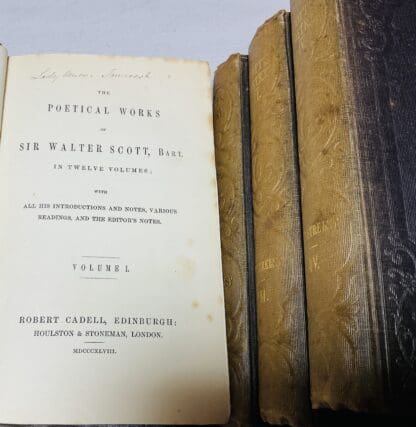 THE
POETICAL WORKS
OF
SIR WALTER SCOTT, BART.
IN TWELVE VOLUMES;
WITH
ALL HIS INTRODUCTIONS AND NOTES, VARIOUS
READINGS, AND THE EDITOR'S NOTES.
VOLUME I.
ROBERT CADELL, EDINBURGH:
HOULSTON & STONEMAN, LONDON.
MDCCCXLVIII.
IV.